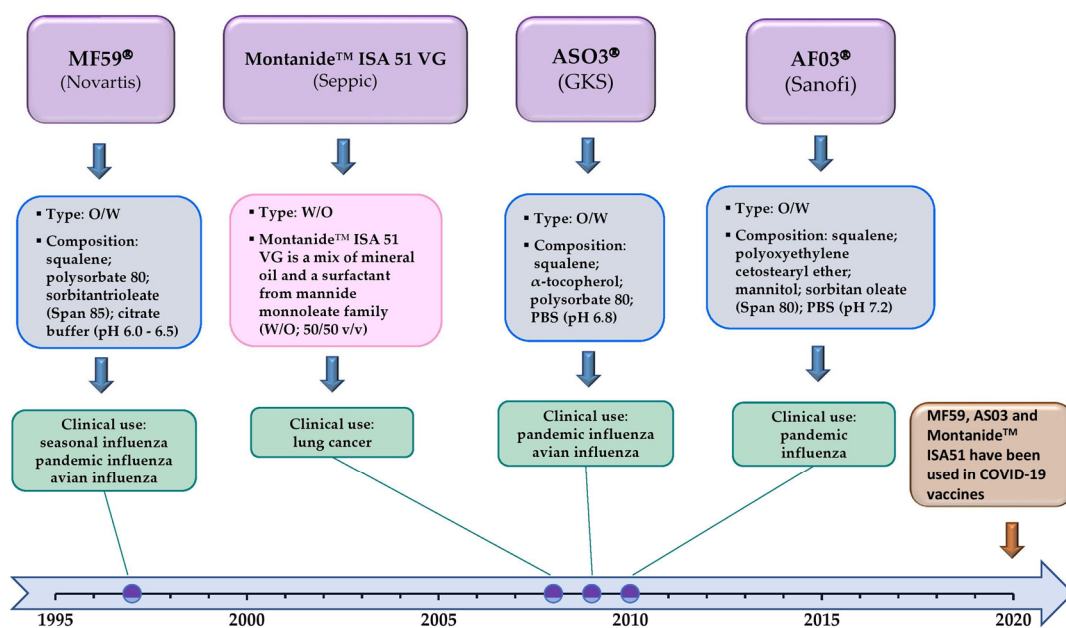 MF59®
(Novartis)
Montanide™ ISA 51 VG
(Seppic)
ASO3®
(GKS)
AF03®
(Sanofi)
▪ Type: O/W
▪ Composition:
squalene;
polysorbate 80;
sorbitantrioleate
(Span 85); citrate
buffer (pH 6.0 - 6.5)
▪ Type: W/O
▪ Montanide™ ISA 51
VG is a mix of mineral
oil and a surfactant
from mannide
monnoleate family
(W/O; 50/50 v/v)
▪ Type: O/W
▪ Composition:
squalene;
α-tocopherol;
polysorbate 80;
PBS (pH 6.8)
▪ Type: O/W
▪ Composition: squalene;
polyoxyethylene
cetostearyl ether;
mannitol; sorbitan oleate
(Span 80); PBS (pH 7.2)
Clinical use:
seasonal influenza
pandemic influenza
avian influenza
Clinical use:
lung cancer
Clinical use:
pandemic influenza
avian influenza
Clinical use:
pandemic
influenza
MF59, AS03 and
Montanide™
ISA51 have been
used in COVID-19
vaccines
1995
2000
2005
2010
2015
2020